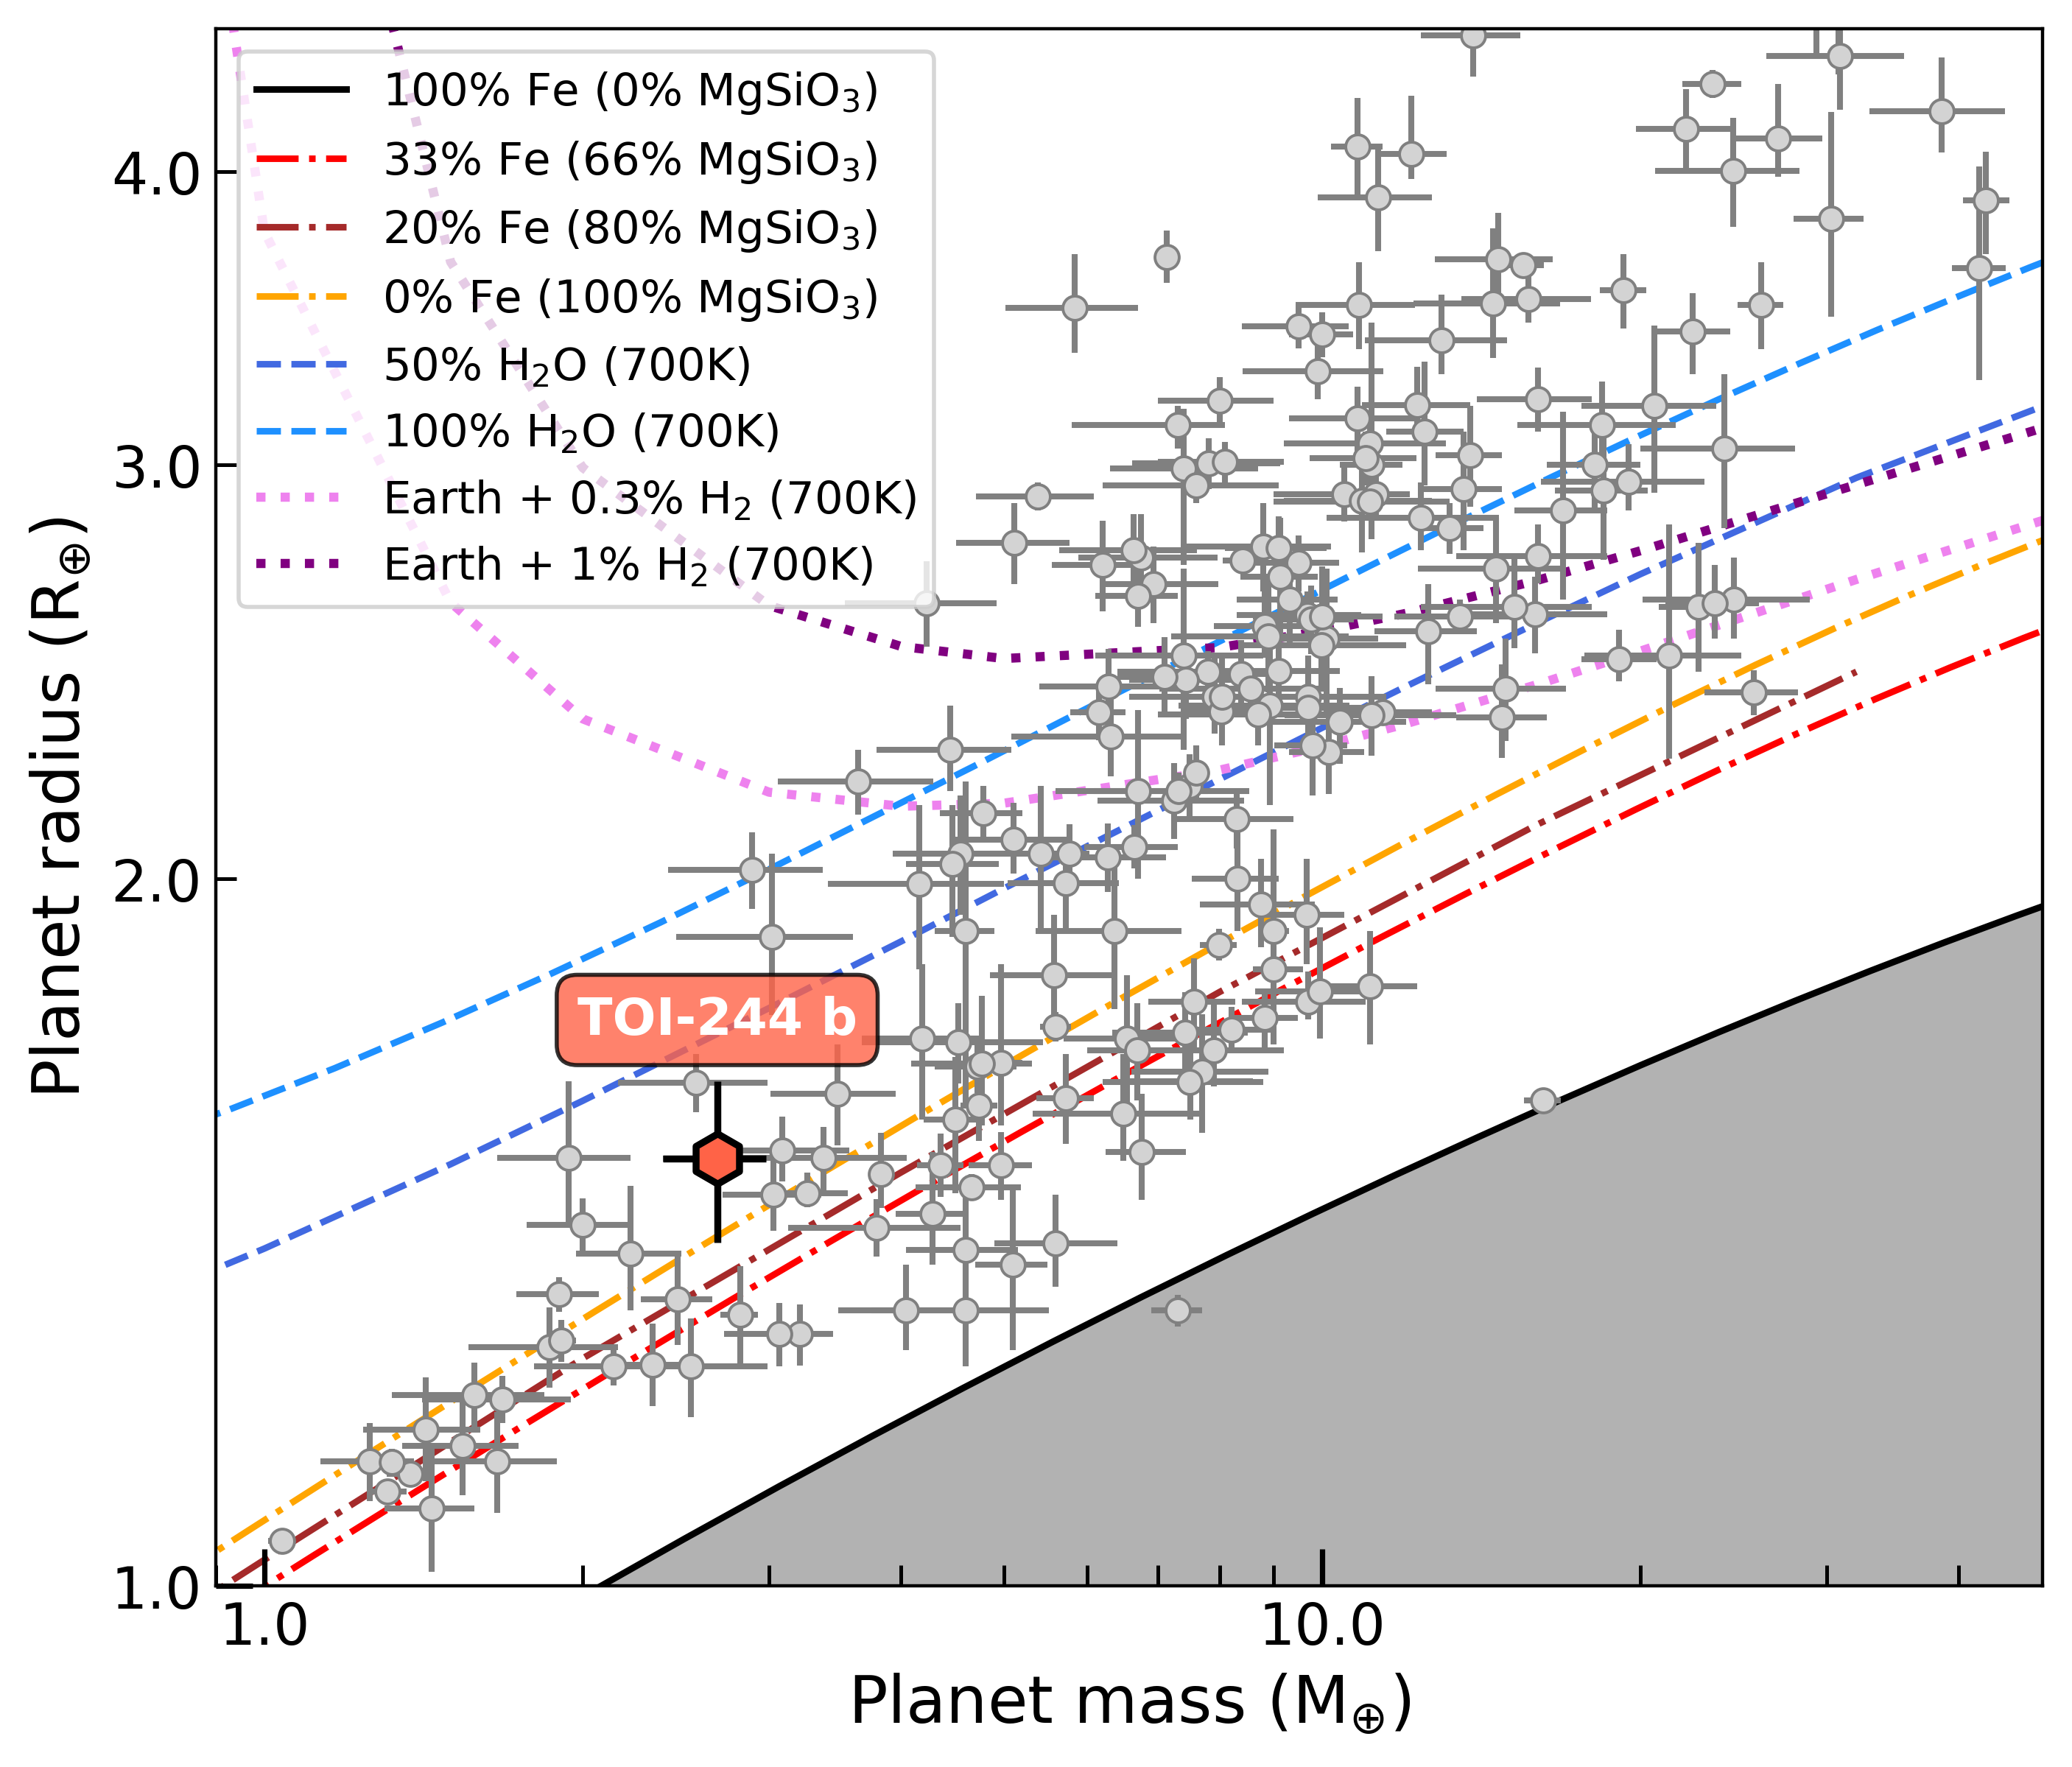 100% Fe (0% MgSiO₃)
33% Fe (66% MgSiO₃)
20% Fe (80% MgSiO₃)
0% Fe (100% MgSiO₃)
50% H₂O (700K)
100% H₂O (700K)
Earth + 0.3% H₂ (700K)
Earth + 1% H₂ (700K)
TOI-244 b
4.0
3.0
2.0
1.0
Planet radius (R⊕)
1.0
10.0
Planet mass (M⊕)